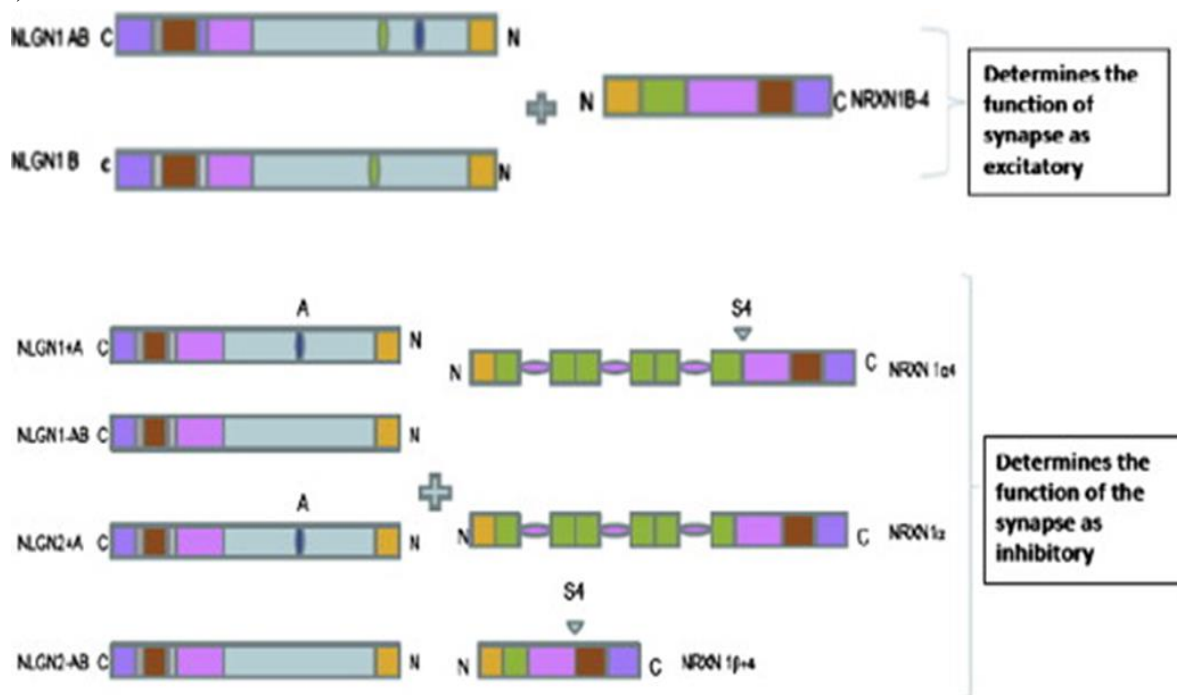 NLGN1 AB C N
N C NRXN1B-4
NLGN1 B c N
Determines the
function of
synapse as
excitatory
A
NLGN1+A C N
S4
N C NRXN 1α4
NLGN1-AB C N
A
NLGN2+A C N
N C NRXN1α
S4
NLGN2-AB C N
N C NRXN 1β+4
Determines the
function of the
synapse as
inhibitory